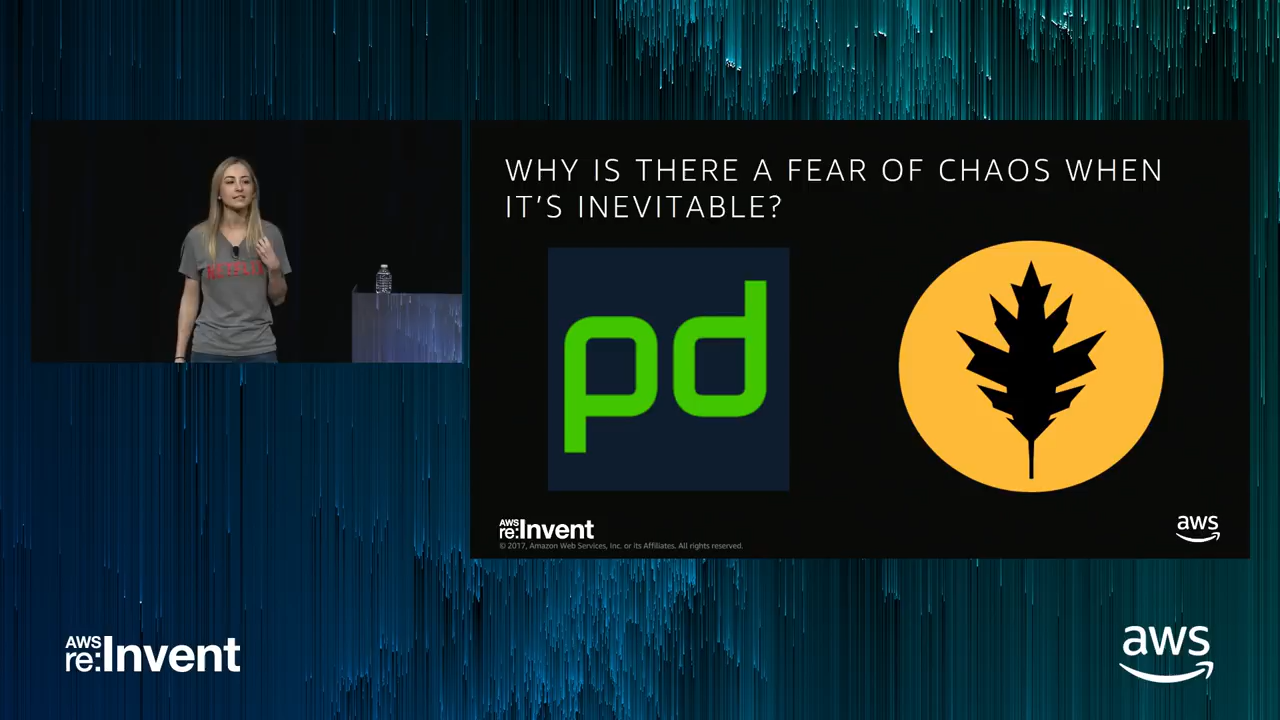 WHY IS THERE A FEAR OF CHAOS WHEN
IT'S INEVITABLE?
NETFLIX
pd
AWS
re:Invent
aws
© 2017, Amazon Web Services, Inc. or its Affiliates. All rights reserved.
AWS
re:Invent
aws